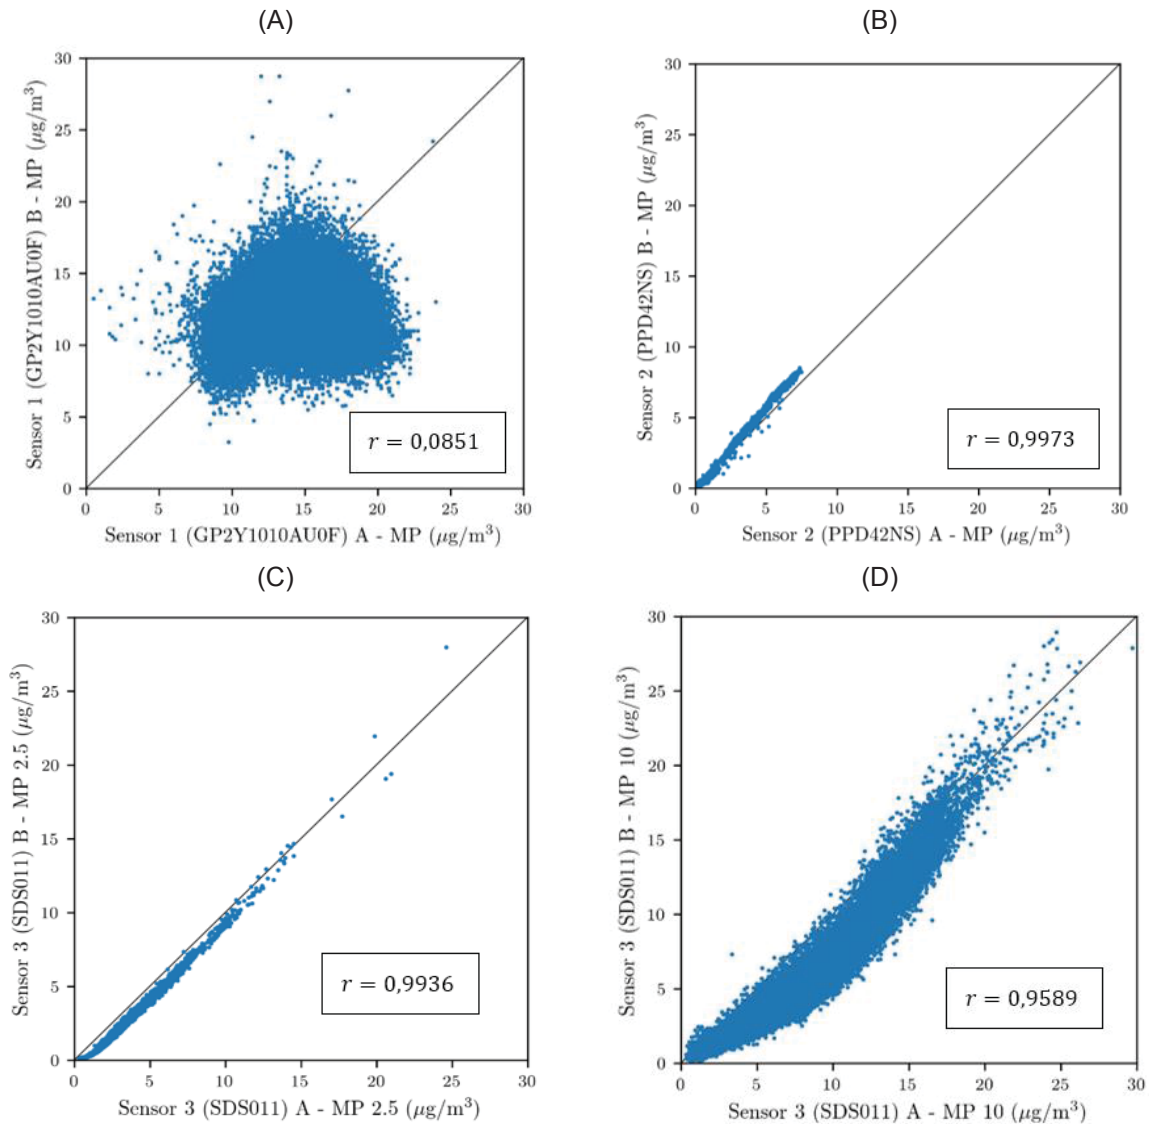 (A)
30
25
20
15
10
5
0
Sensor 1 (GP2Y1010AU0F) B - MP (μg/m³)
r = 0,0851
0 5 10 15 20 25 30
Sensor 1 (GP2Y1010AU0F) A - MP (μg/m³)
(B)
30
25
20
15
10
5
0
Sensor 2 (PPD42NS) B - MP (μg/m³)
r = 0,9973
0 5 10 15 20 25 30
Sensor 2 (PPD42NS) A - MP (μg/m³)
(C)
30
25
20
15
10
5
0
Sensor 3 (SDS011) B - MP 2.5 (μg/m³)
r = 0,9936
0 5 10 15 20 25 30
Sensor 3 (SDS011) A - MP 2.5 (μg/m³)
(D)
30
25
20
15
10
5
0
Sensor 3 (SDS011) B - MP 10 (μg/m³)
r = 0,9589
0 5 10 15 20 25 30
Sensor 3 (SDS011) A - MP 10 (μg/m³)